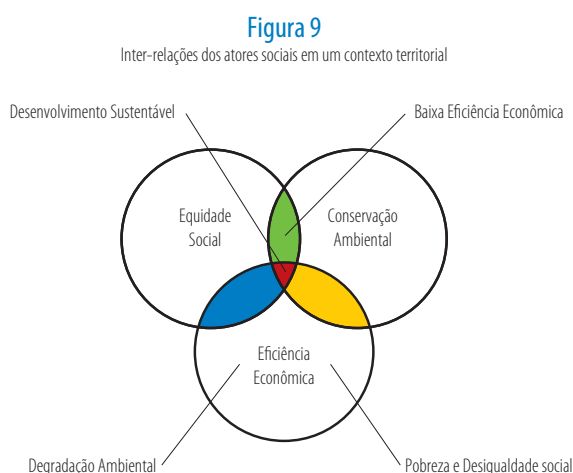 Figura 9
Inter-relações dos atores sociais em um contexto territorial
Desenvolvimento Sustentável
Baixa Eficiência Econômica
Equidade
Social
Conservação
Ambiental
Eficiência
Econômica
Degradação Ambiental
Pobreza e Desigualdade social